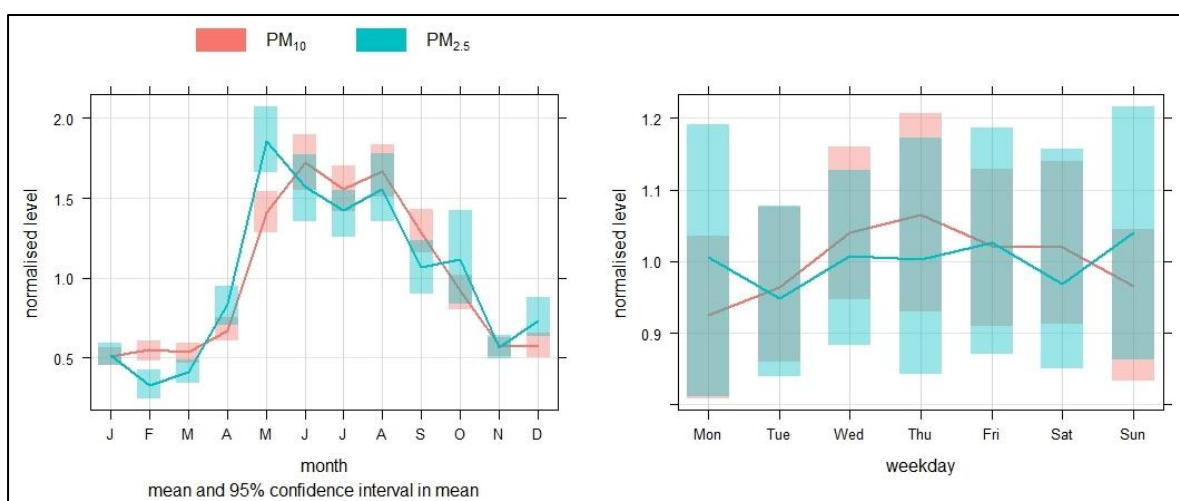 PM10 PM2.5
normalised level
2.0
1.5
1.0
0.5
J F M A M J J A S O N D
month
mean and 95% confidence interval in mean
normalised level
1.2
1.1
1.0
0.9
Mon Tue Wed Thu Fri Sat Sun
weekday